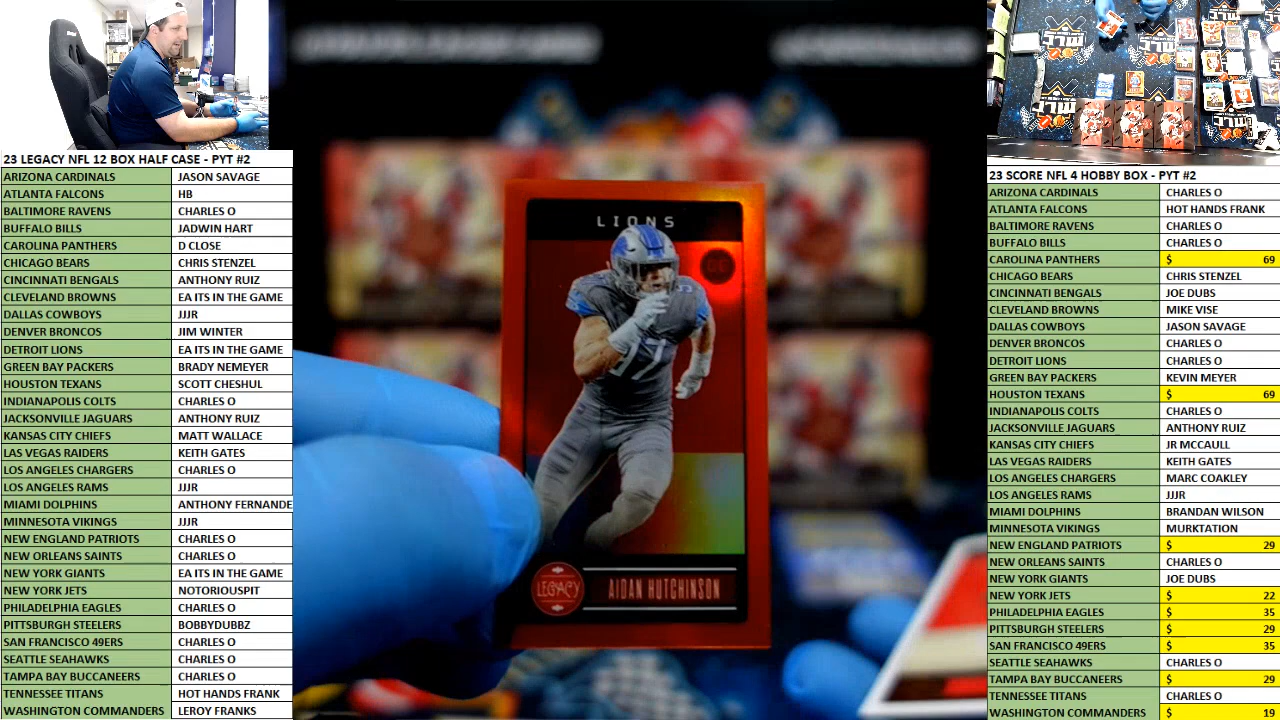 23 LEGACY NFL 12 BOX HALF CASE - PYT #2
ARIZONA CARDINALS JASON SAVAGE
ATLANTA FALCONS HB
BALTIMORE RAVENS CHARLES O
BUFFALO BILLS JADWIN HART
CAROLINA PANTHERS D CLOSE
CHICAGO BEARS CHRIS STENZEL
CINCINNATI BENGALS ANTHONY RUIZ
CLEVELAND BROWNS EA ITS IN THE GAME
DALLAS COWBOYS JJJR
DENVER BRONCOS JIM WINTER
DETROIT LIONS EA ITS IN THE GAME
GREEN BAY PACKERS BRADY NEMEYER
HOUSTON TEXANS SCOTT CHESHUL
INDIANAPOLIS COLTS CHARLES O
JACKSONVILLE JAGUARS ANTHONY RUIZ
KANSAS CITY CHIEFS MATT WALLACE
LAS VEGAS RAIDERS KEITH GATES
LOS ANGELES CHARGERS CHARLES O
LOS ANGELES RAMS JJJR
MIAMI DOLPHINS ANTHONY FERNANDE
MINNESOTA VIKINGS JJJR
NEW ENGLAND PATRIOTS CHARLES O
NEW ORLEANS SAINTS CHARLES O
NEW YORK GIANTS EA ITS IN THE GAME
NEW YORK JETS NOTORIOUSPIT
PHILADELPHIA EAGLES CHARLES O
PITTSBURGH STEELERS BOBBYDUBBZ
SAN FRANCISCO 49ERS CHARLES O
SEATTLE SEAHAWKS CHARLES O
TAMPA BAY BUCCANEERS CHARLES O
TENNESSEE TITANS HOT HANDS FRANK
WASHINGTON COMMANDERS LEROY FRANKS
LIONS
97
LEGACY
AIDAN HUTCHINSON
23 SCORE NFL 4 HOBBY BOX - PYT #2
ARIZONA CARDINALS CHARLES O
ATLANTA FALCONS HOT HANDS FRANK
BALTIMORE RAVENS CHARLES O
BUFFALO BILLS CHARLES O
CAROLINA PANTHERS $ 69
CHICAGO BEARS CHRIS STENZEL
CINCINNATI BENGALS JOE DUBS
CLEVELAND BROWNS MIKE VISE
DALLAS COWBOYS JASON SAVAGE
DENVER BRONCOS CHARLES O
DETROIT LIONS CHARLES O
GREEN BAY PACKERS KEVIN MEYER
HOUSTON TEXANS $ 69
INDIANAPOLIS COLTS CHARLES O
JACKSONVILLE JAGUARS ANTHONY RUIZ
KANSAS CITY CHIEFS JR MCCAULL
LAS VEGAS RAIDERS KEITH GATES
LOS ANGELES CHARGERS MARC COAKLEY
LOS ANGELES RAMS JJJR
MIAMI DOLPHINS BRANDAN WILSON
MINNESOTA VIKINGS MURKTATION
NEW ENGLAND PATRIOTS $ 29
NEW ORLEANS SAINTS CHARLES O
NEW YORK GIANTS JOE DUBS
NEW YORK JETS $ 22
PHILADELPHIA EAGLES $ 35
PITTSBURGH STEELERS $ 29
SAN FRANCISCO 49ERS $ 35
SEATTLE SEAHAWKS CHARLES O
TAMPA BAY BUCCANEERS $ 29
TENNESSEE TITANS CHARLES O
WASHINGTON COMMANDERS $ 19